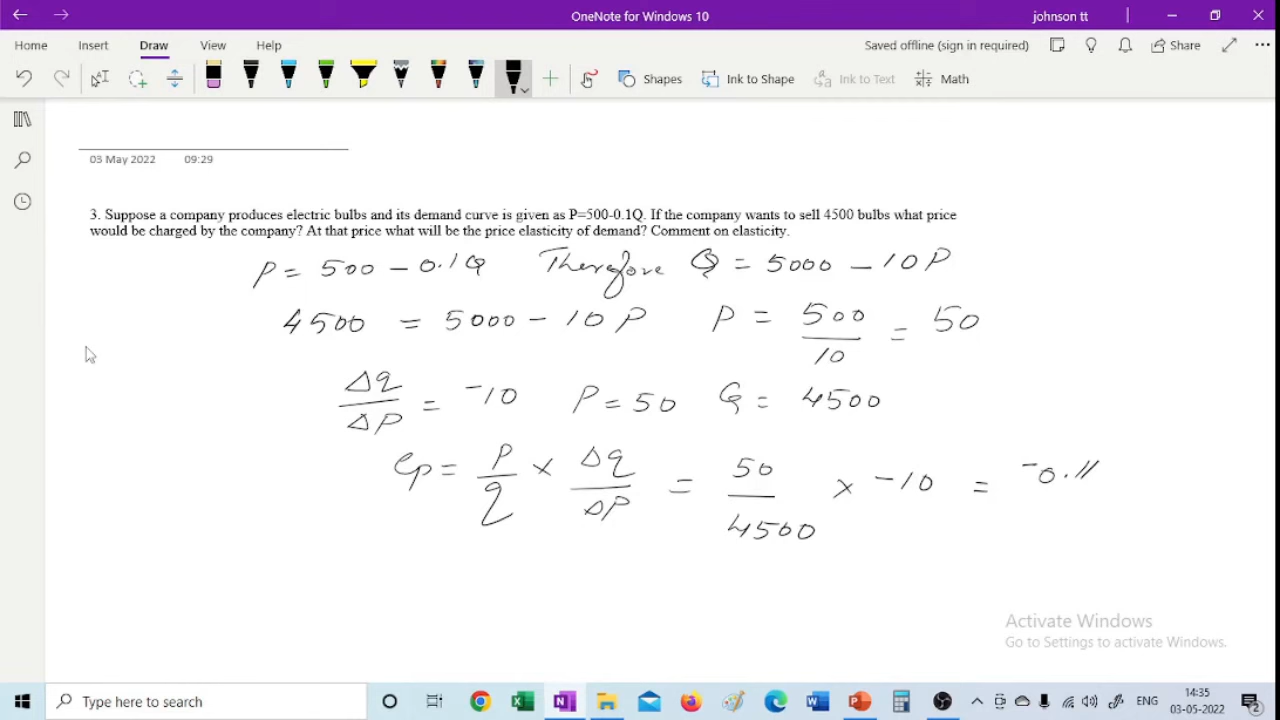 OneNote for Windows 10
johnson tt
Home Insert Draw View Help
Saved offline (sign in required)
Share
Shapes
Ink to Shape
Ink to Text
Math
03 May 2022 09:29
3. Suppose a company produces electric bulbs and its demand curve is given as P=500-0.1Q. If the company wants to sell 4500 bulbs what price
would be charged by the company? At that price what will be the price elasticity of demand? Comment on elasticity.
P = 500 - 0.1Q Therefore Q = 5000 - 10P
4500 = 5000 - 10P P = 500/10 = 50
Δq/ΔP = -10 P = 50 Q = 4500
ep = P/q × Δq/ΔP = 50/4500 × -10 = -0.11
Activate Windows
Go to Settings to activate Windows.
Type here to search
ENG
14:35
03-05-2022
2